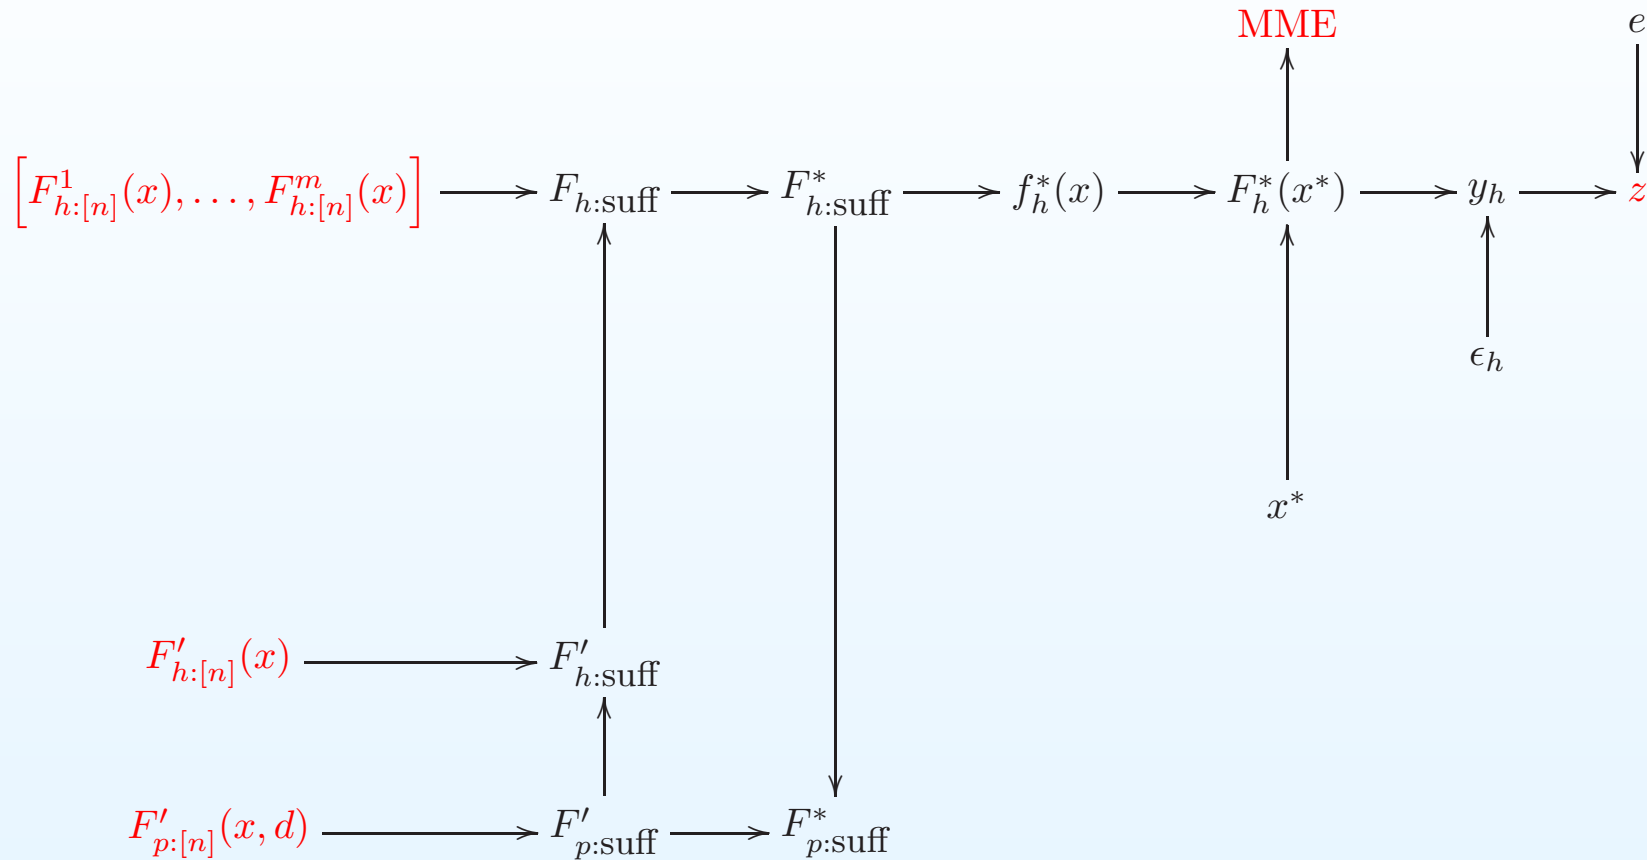 MME e
[F^1_{h:[n]}(x), . . . , F^m_{h:[n]}(x)] F_{h:suff} F^*_{h:suff} f^*_h(x) F^*_h(x^*) y_h z
ϵ_h
x^*
F′_{h:[n]}(x) F′_{h:suff}
F′_{p:[n]}(x, d) F′_{p:suff} F^*_{p:suff}